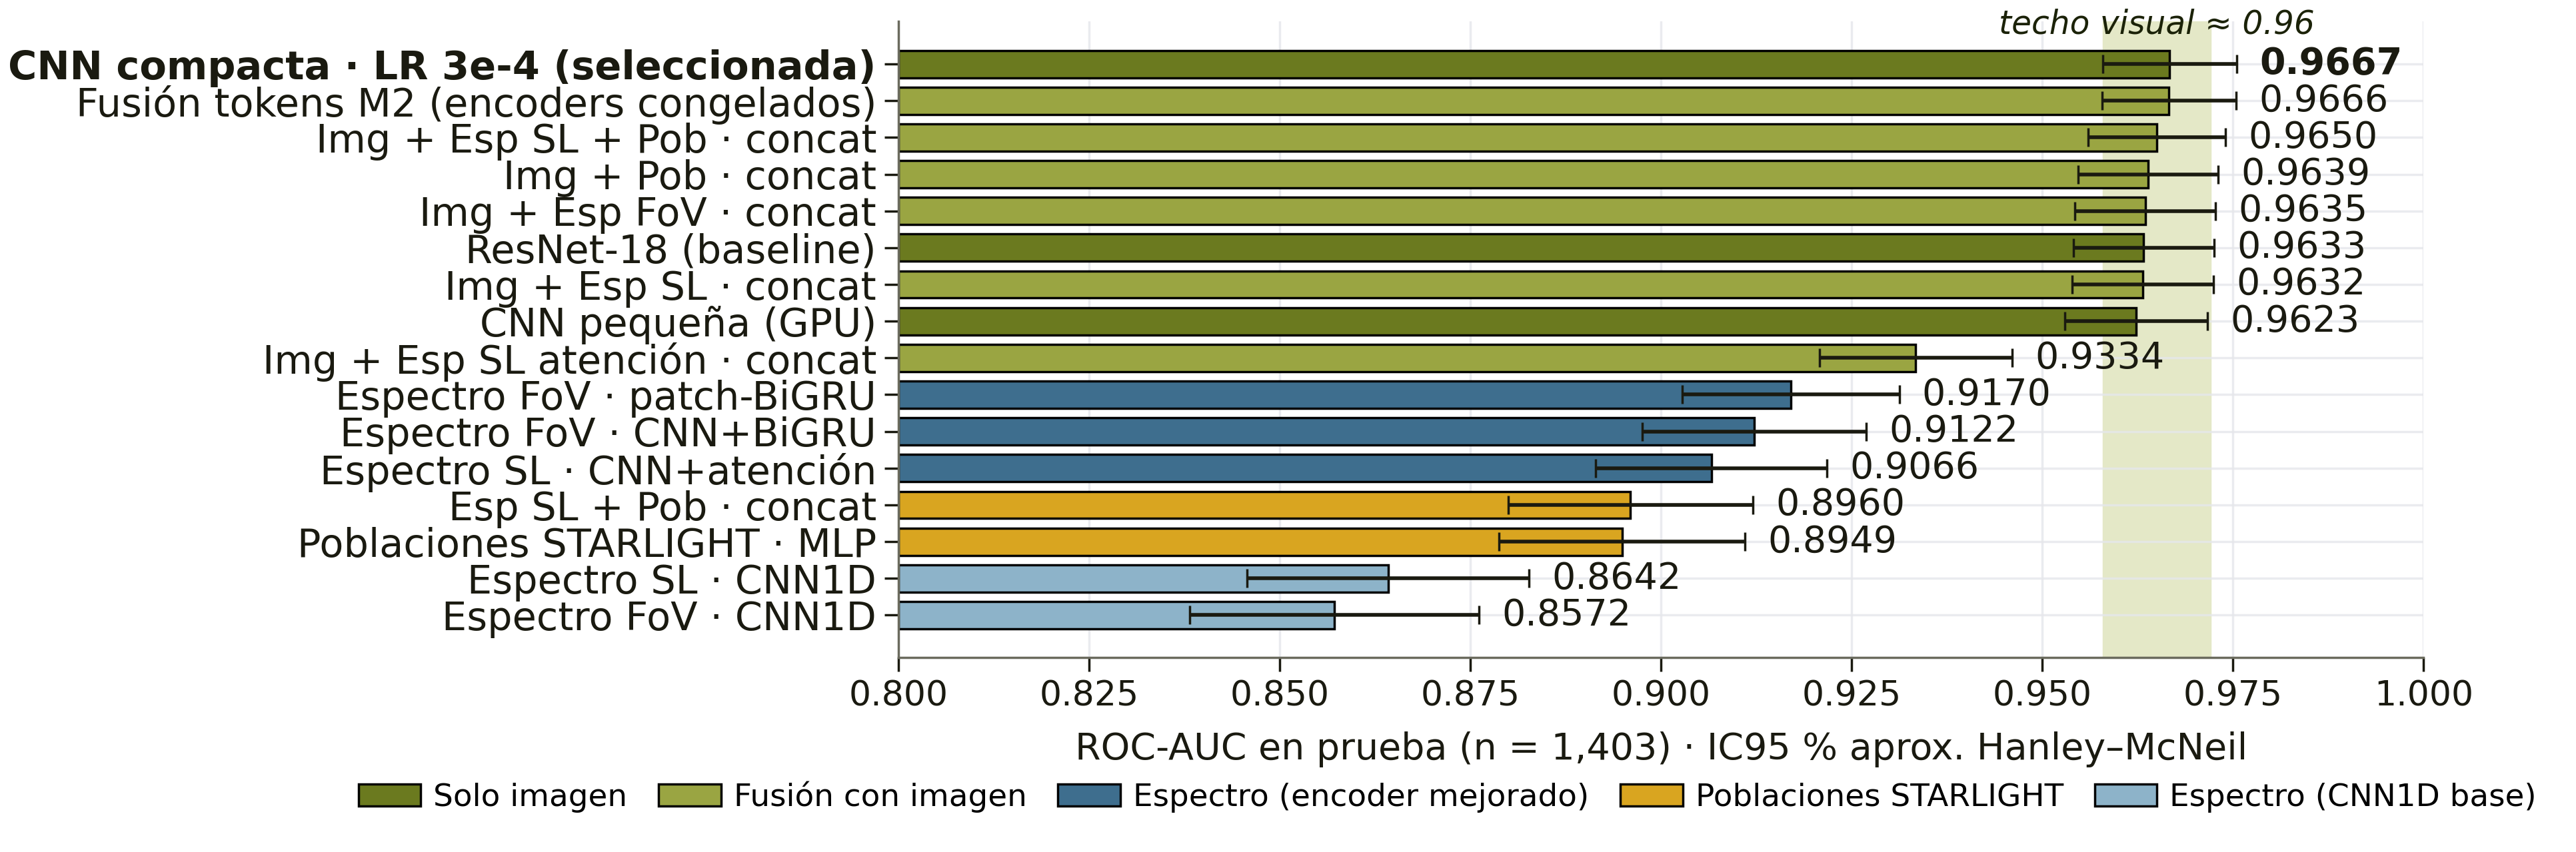 techo visual ≈ 0.96
CNN compacta · LR 3e-4 (seleccionada) 0.9667
Fusión tokens M2 (encoders congelados) 0.9666
Img + Esp SL + Pob · concat 0.9650
Img + Pob · concat 0.9639
Img + Esp FoV · concat 0.9635
ResNet-18 (baseline) 0.9633
Img + Esp SL · concat 0.9632
CNN pequeña (GPU) 0.9623
Img + Esp SL atención · concat 0.9334
Espectro FoV · patch-BiGRU 0.9170
Espectro FoV · CNN+BiGRU 0.9122
Espectro SL · CNN+atención 0.9066
Esp SL + Pob · concat 0.8960
Poblaciones STARLIGHT · MLP 0.8949
Espectro SL · CNN1D 0.8642
Espectro FoV · CNN1D 0.8572
0.800 0.825 0.850 0.875 0.900 0.925 0.950 0.975 1.000
ROC-AUC en prueba (n = 1,403) · IC95 % aprox. Hanley–McNeil
Solo imagen Fusión con imagen Espectro (encoder mejorado) Poblaciones STARLIGHT Espectro (CNN1D base)